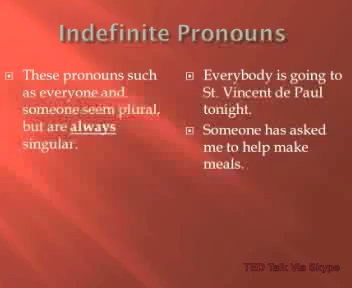 Indefinite Pronouns
These pronouns such
as everyone and
someone seem plural,
but are always
singular.
Everybody is going to
St. Vincent de Paul
tonight.
Someone has asked
me to help make
meals.
TED Talk Via Skype